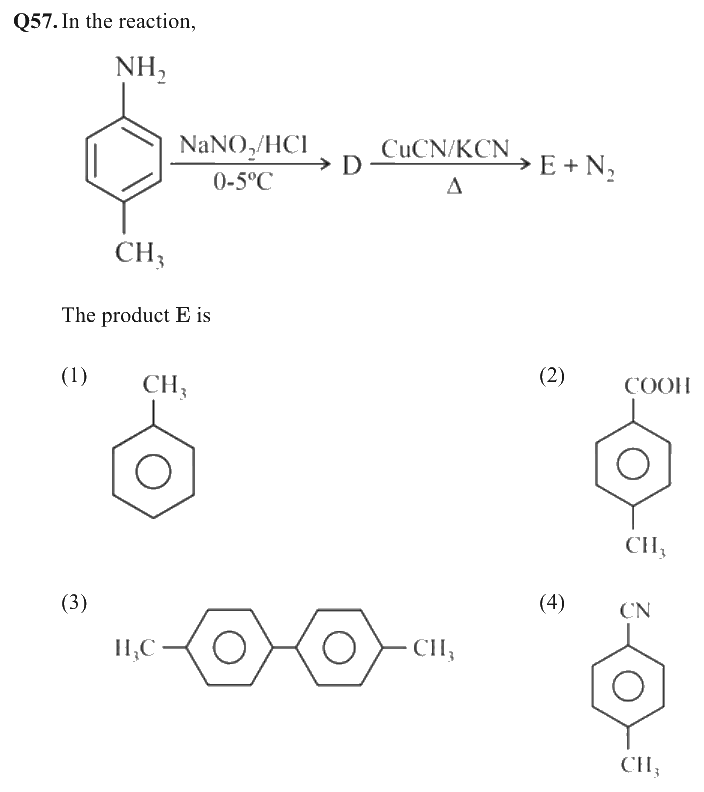 Q57. In the reaction,
NH₂
NaNO₂/HCl
0-5°C
D
CuCN/KCN
Δ
E + N₂
CH₃
The product E is
(1)
CH₃
(2)
COOH
CH₃
(3)
H₃C
CH₃
(4)
CN
CH₃